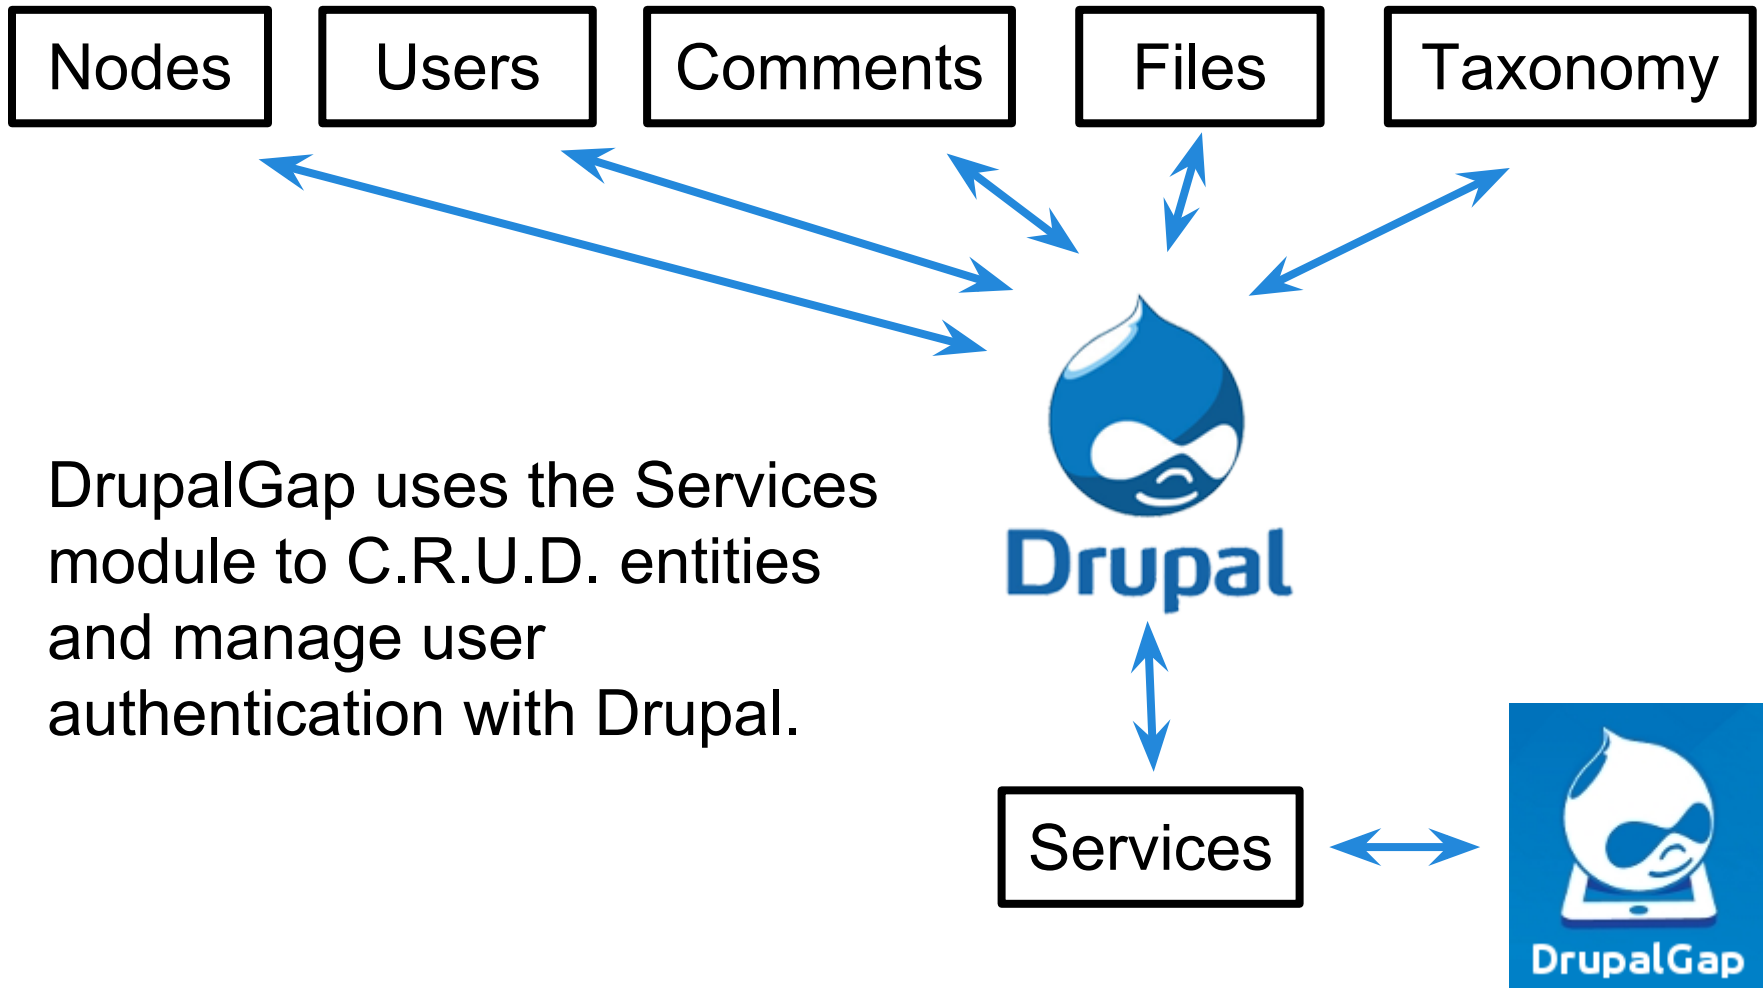 Nodes
Users
Comments
Files
Taxonomy
DrupalGap uses the Services
module to C.R.U.D. entities
and manage user
authentication with Drupal.
Drupal
Services
DrupalGap